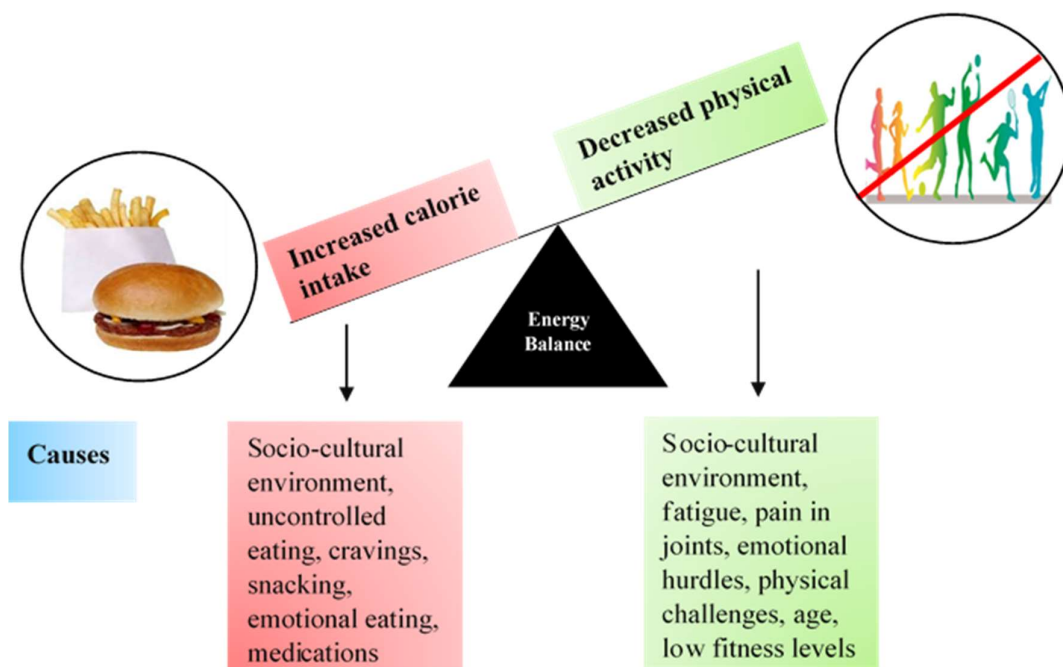 Decreased physical
activity
Increased calorie
intake
Energy
Balance
Causes
Socio-cultural
environment,
uncontrolled
eating, cravings,
snacking,
emotional eating,
medications
Socio-cultural
environment,
fatigue, pain in
joints, emotional
hurdles, physical
challenges, age,
low fitness levels